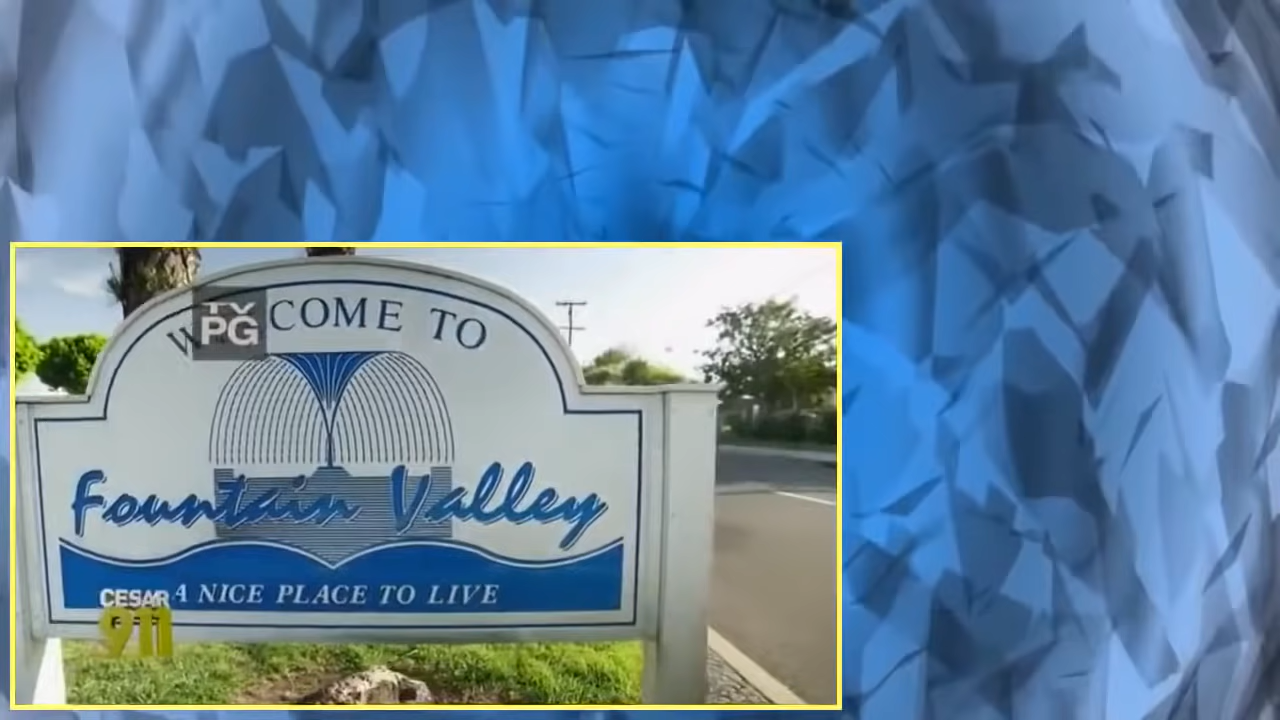 COME TO
TV
PG
Fountain Valley
A NICE PLACE TO LIVE
CESAR
911